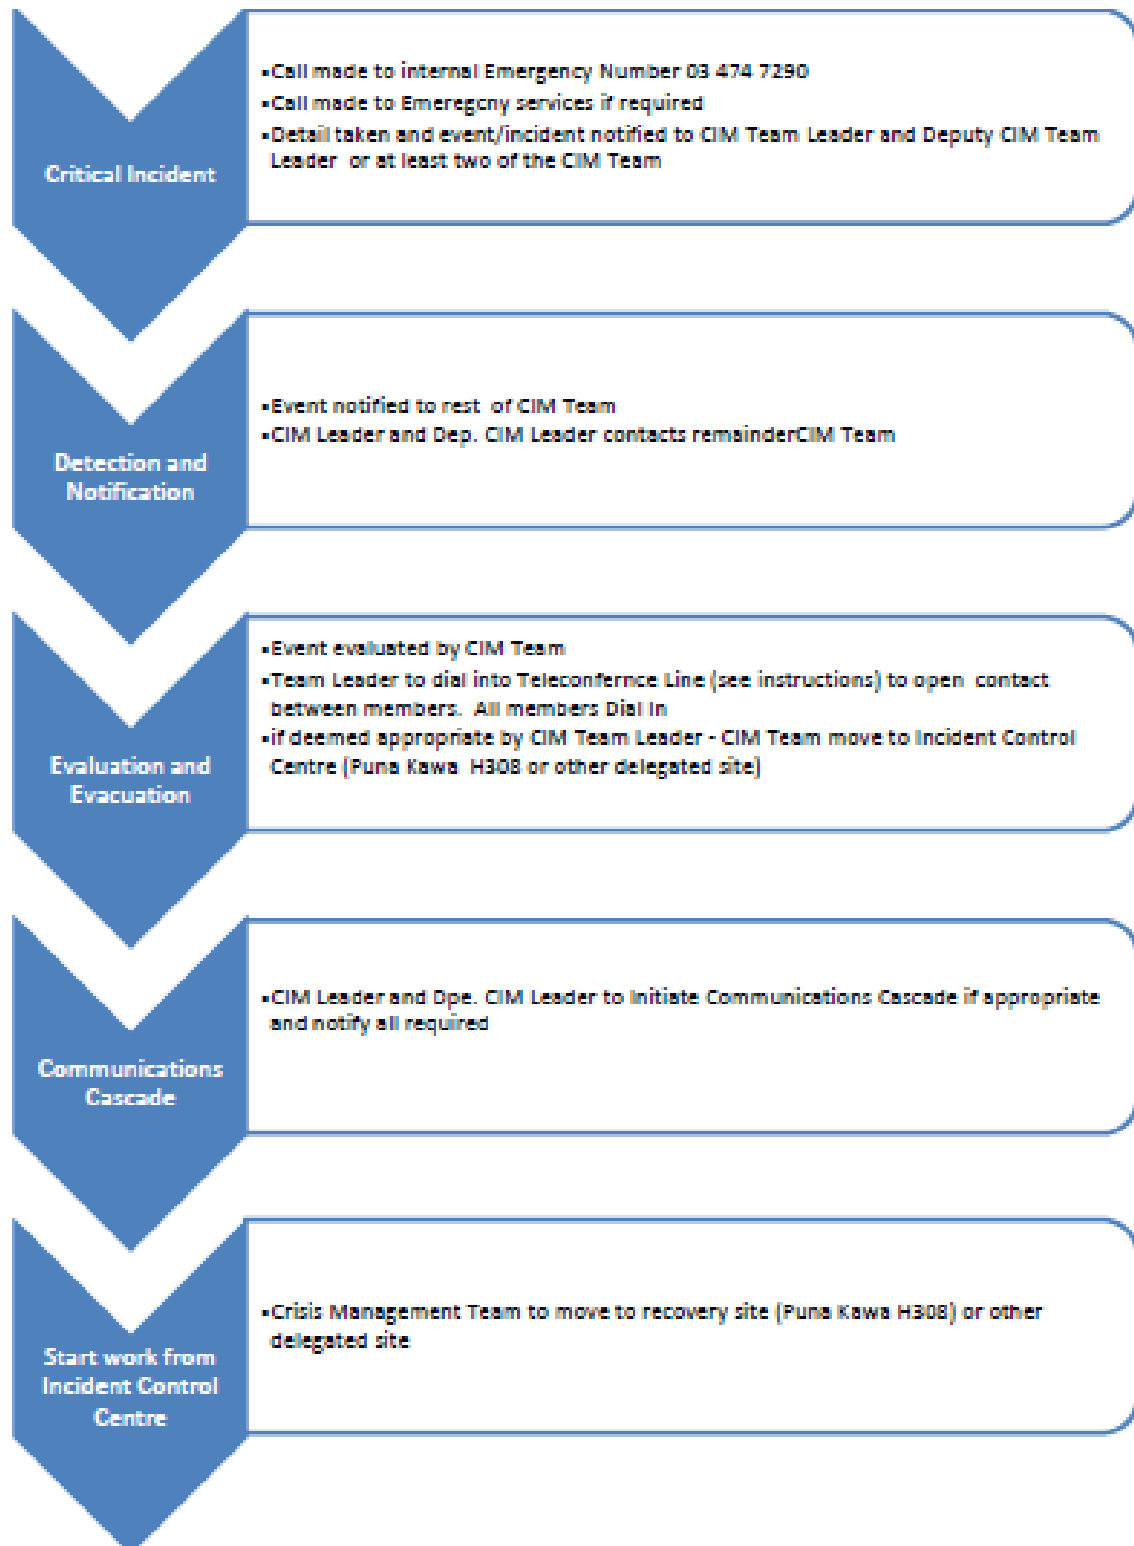 ▪Call made to internal Emergency Number 03 474 7290
▪Call made to Emeregcny services if required
▪Detail taken and event/incident notified to CIM Team Leader and Deputy CIM Team
Leader or at least two of the CIM Team
Critical Incident
▪Event notified to rest of CIM Team
▪CIM Leader and Dep. CIM Leader contacts remainderCIM Team
Detection and
Notification
▪Event evaluated by CIM Team
▪Team Leader to dial into Teleconfernce Line (see instructions) to open contact
between members. All members Dial In
▪if deemed appropriate by CIM Team Leader - CIM Team move to Incident Control
Centre (Puna Kawa H308 or other delegated site)
Evaluation and
Evacuation
▪CIM Leader and Dpe. CIM Leader to Initiate Communications Cascade if appropriate
and notify all required
Communications
Cascade
▪Crisis Management Team to move to recovery site (Puna Kawa H308) or other
delegated site
Start work from
Incident Control
Centre